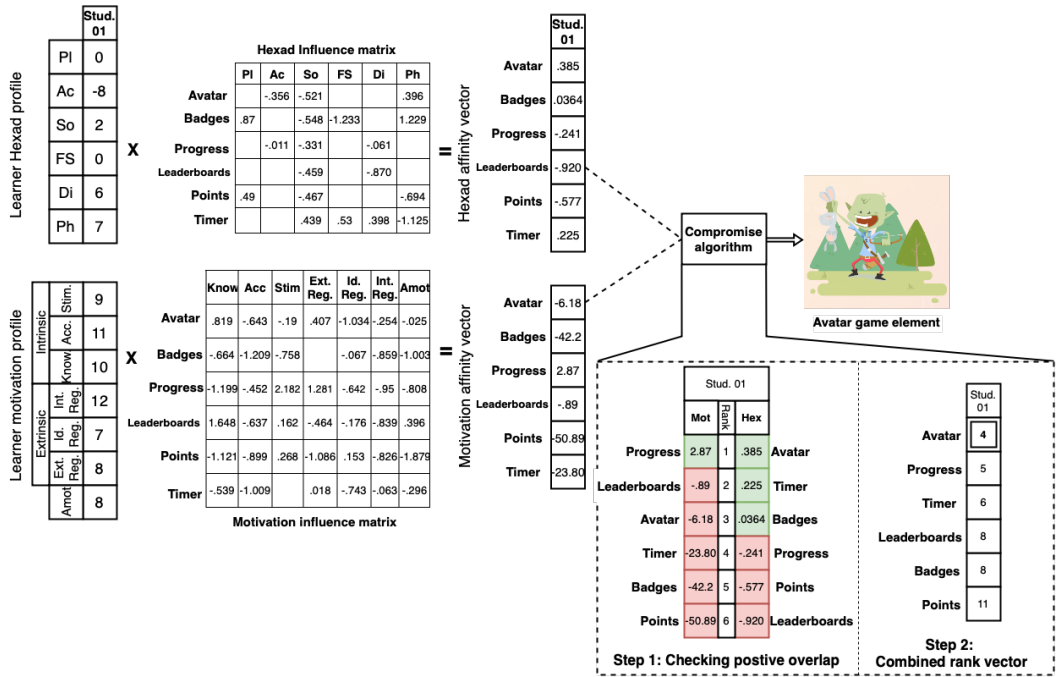 Stud.
01
Learner Hexad profile
Pl 0
Ac -8
So 2
FS 0
Di 6
Ph 7
X
Hexad Influence matrix
Pl Ac So FS Di Ph
Avatar -.356 -.521 .396
Badges .87 -.548 -1.233 1.229
Progress -.011 -.331 -.061
Leaderboards -.459 -.870
Points .49 -.467 -.694
Timer .439 .53 .398 -1.125
=
Hexad affinity vector
Stud.
01
Avatar .385
Badges .0364
Progress -.241
Leaderboards -.920
Points -.577
Timer .225
Learner motivation profile
Intrinsic
Stim. 9
Acc. 11
Know. 10
Extrinsic
Int. Reg. 12
Id. Reg. 7
Ext. Reg. 8
Amot 8
X
Know Acc Stim Ext. Reg. Id. Reg. Int. Reg. Amot
Avatar .819 -.643 -.19 .407 -1.034 -.254 -.025
Badges -.664 -1.209 -.758 -.067 -.859 -1.003
Progress -1.199 -.452 2.182 1.281 -.642 -.95 -.808
Leaderboards 1.648 -.637 .162 -.464 -.176 -.839 .396
Points -1.121 -.899 .268 -1.086 .153 -.826 -1.879
Timer -.539 -1.009 .018 -.743 -.063 -.296
Motivation influence matrix
=
Motivation affinity vector
Avatar -6.18
Badges -42.2
Progress 2.87
Leaderboards -.89
Points -50.89
Timer -23.80
Compromise
algorithm
Avatar game element
Stud. 01
Mot Rank Hex
Progress 2.87 1 .385 Avatar
Leaderboards -.89 2 .225 Timer
Avatar -6.18 3 .0364 Badges
Timer -23.80 4 -.241 Progress
Badges -42.2 5 -.577 Points
Points -50.89 6 -.920 Leaderboards
Step 1: Checking postive overlap
Stud.
01
Avatar 4
Progress 5
Timer 6
Leaderboards 8
Badges 8
Points 11
Step 2:
Combined rank vector